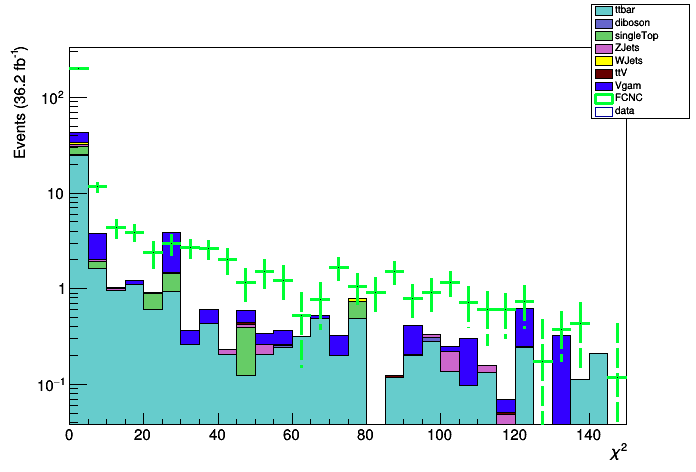 ttbar
diboson
singleTop
ZJets
WJets
ttV
Vgam
FCNC
data
Events (36.2 fb⁻¹)
10²
10
1
10⁻¹
0 20 40 60 80 100 120 140
χ²